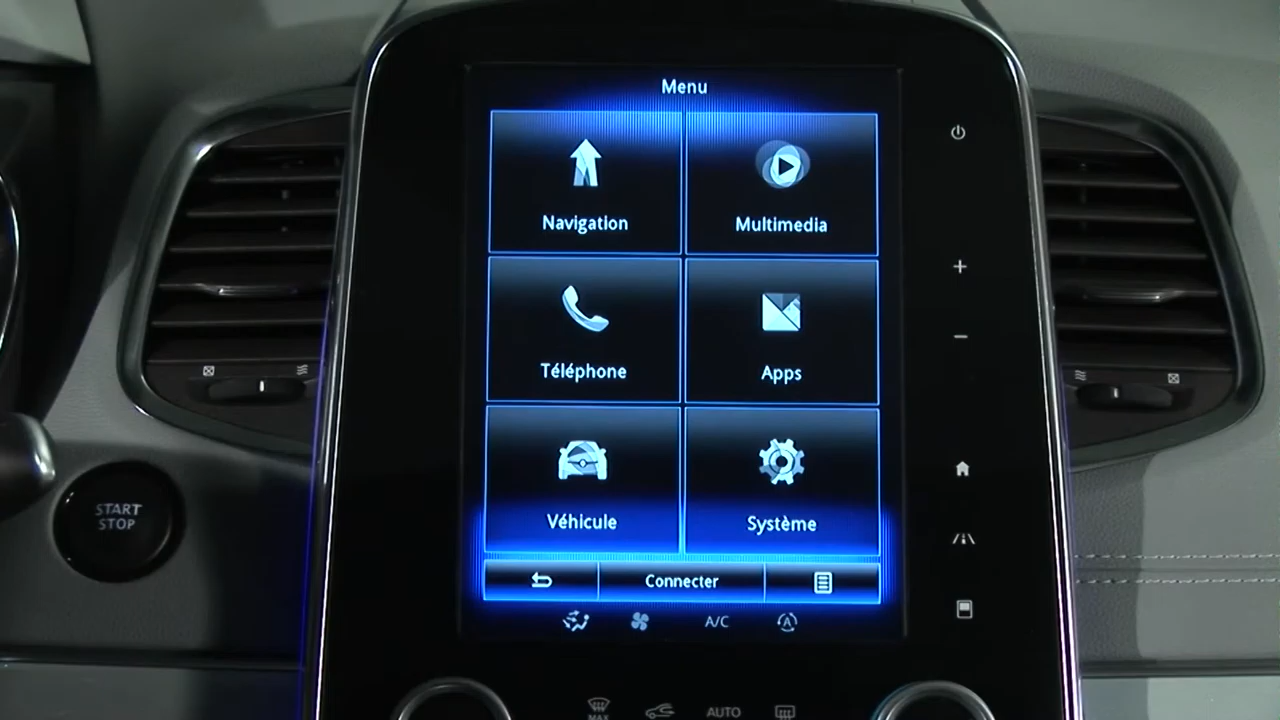 Menu
Navigation
Multimedia
Téléphone
Apps
START
STOP
Véhicule
Système
Connecter
A/C
A
MAX
AUTO